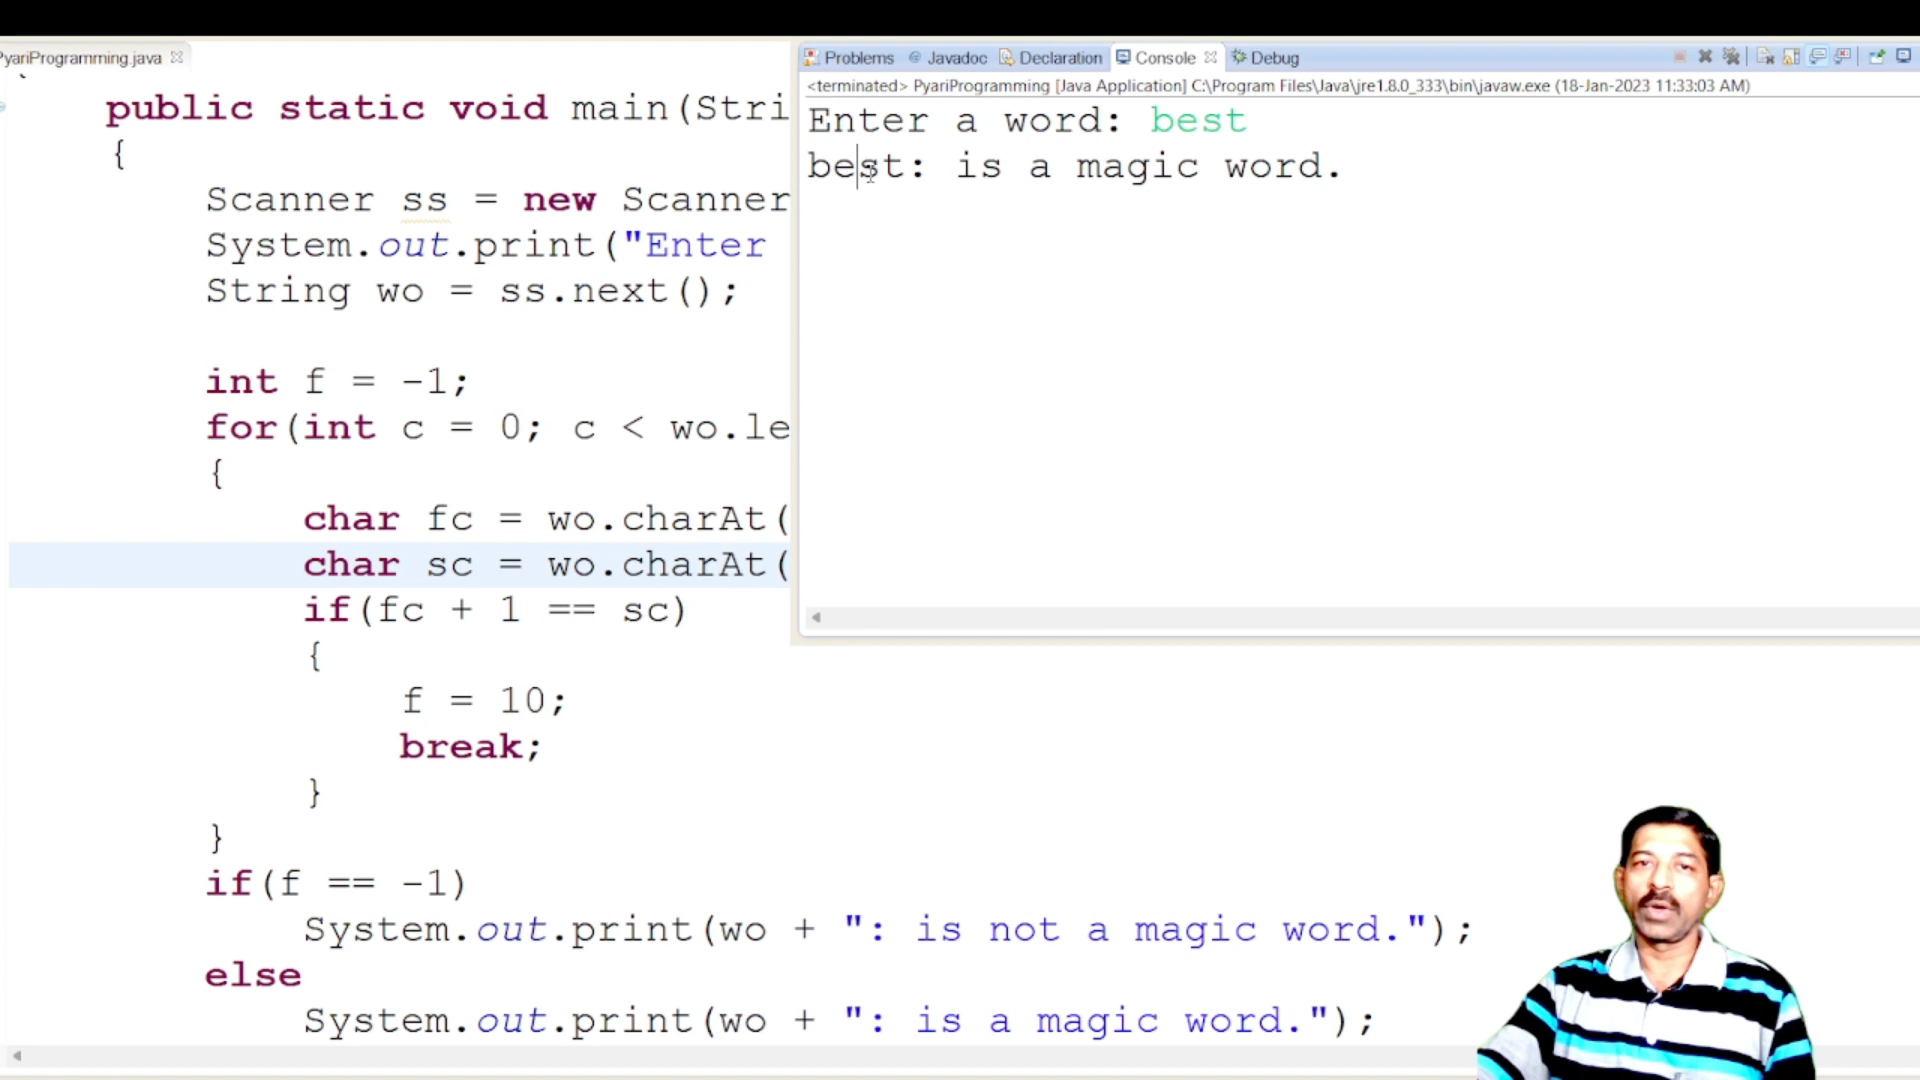 PyariProgramming.java
public static void main(Stri
{
Scanner ss = new Scanner
System.out.print("Enter
String wo = ss.next();
int f = -1;
for(int c = 0; c < wo.le
{
char fc = wo.charAt(
char sc = wo.charAt(
if(fc + 1 == sc)
{
f = 10;
break;
}
}
if(f == -1)
System.out.print(wo + ": is not a magic word.");
else
System.out.print(wo + ": is a magic word.");
Problems Javadoc Declaration Console Debug
<terminated> PyariProgramming [Java Application] C:\Program Files\Java\jre1.8.0_333\bin\javaw.exe (18-Jan-2023 11:33:03 AM)
Enter a word: best
best: is a magic word.